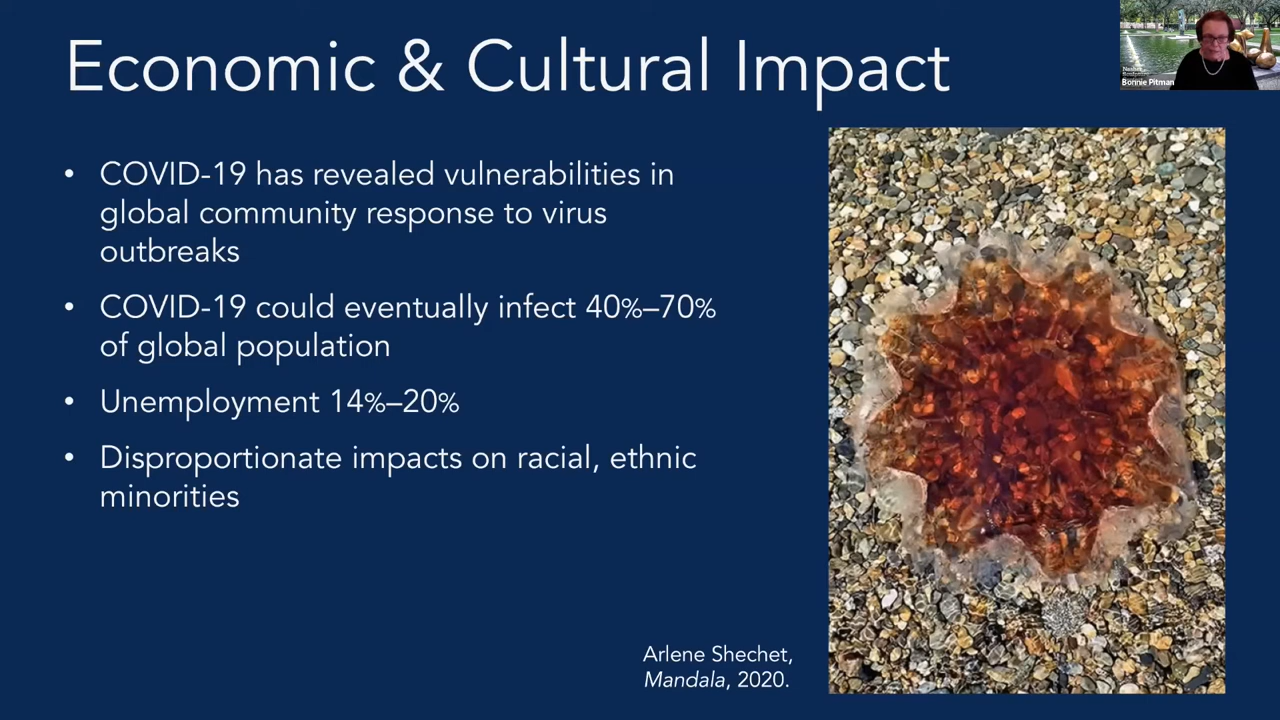 Economic & Cultural Impact
• COVID-19 has revealed vulnerabilities in
global community response to virus
outbreaks
• COVID-19 could eventually infect 40%–70%
of global population
• Unemployment 14%–20%
• Disproportionate impacts on racial, ethnic
minorities
Arlene Shechet,
Mandala, 2020.
Bonnie Pitman